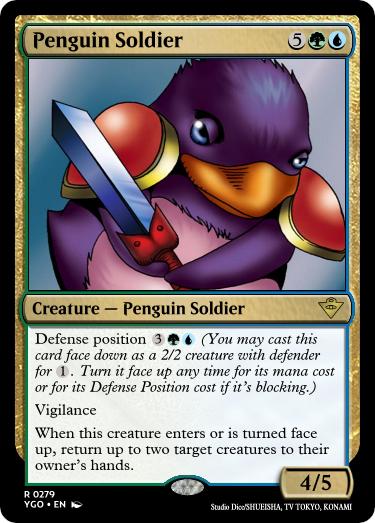 Penguin Soldier 5
Creature — Penguin Soldier
Defense position 3 (You may cast this
card face down as a 2/2 creature with defender
for 1. Turn it face up any time for its mana cost
or for its Defense Position cost if it's blocking.)
Vigilance
When this creature enters or is turned face
up, return up to two target creatures to their
owner's hands.
4/5
R 0279
YGO • EN
Studio Dice/SHUEISHA, TV TOKYO, KONAMI